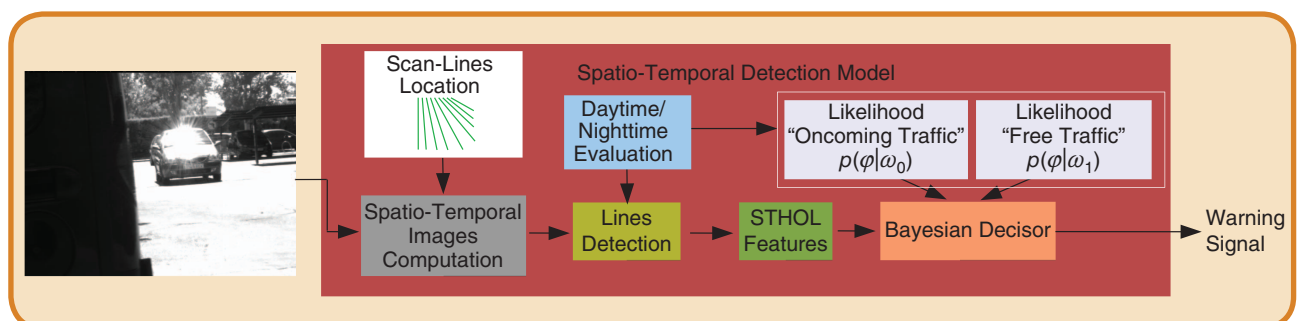 Spatio-Temporal Detection Model
Scan-Lines
Location
Daytime/
Nighttime
Evaluation
Likelihood
“Oncoming Traffic”
p(φ|ω0)
Likelihood
“Free Traffic”
p(φ|ω1)
Spatio-Temporal
Images
Computation
Lines
Detection
STHOL
Features
Bayesian Decisor
Warning
Signal